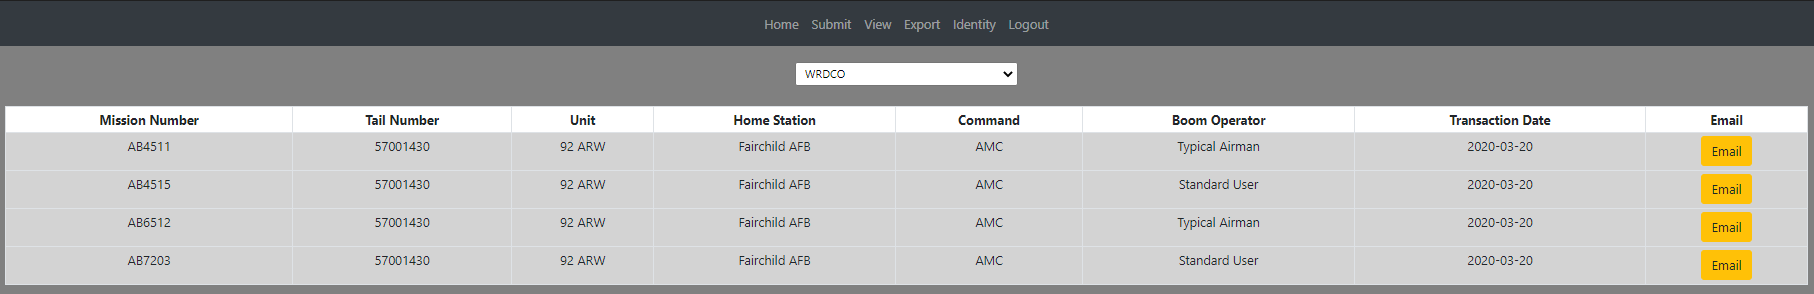 Home Submit View Export Identity Logout
WRDCO
Mission Number Tail Number Unit Home Station Command Boom Operator Transaction Date Email
AB4511 57001430 92 ARW Fairchild AFB AMC Typical Airman 2020-03-20 Email
AB4515 57001430 92 ARW Fairchild AFB AMC Standard User 2020-03-20 Email
AB6512 57001430 92 ARW Fairchild AFB AMC Typical Airman 2020-03-20 Email
AB7203 57001430 92 ARW Fairchild AFB AMC Standard User 2020-03-20 Email